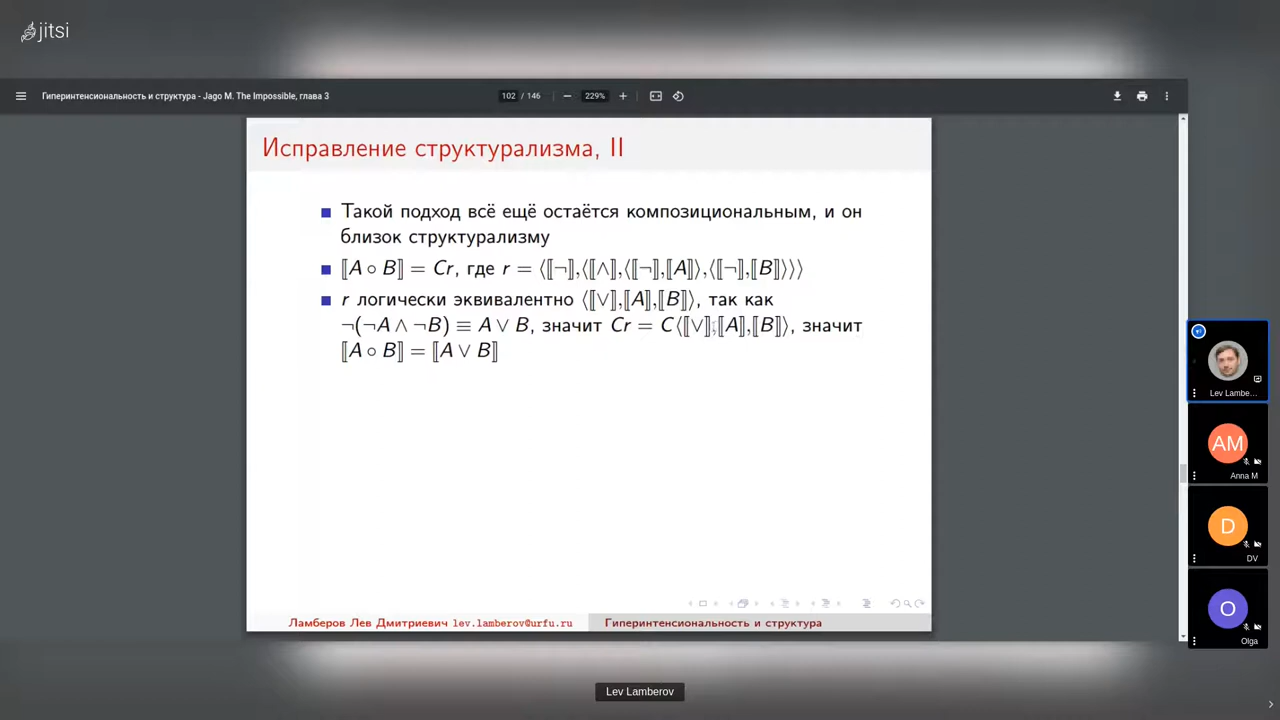 jitsi
Гиперинтенсиональность и структура - Jago M. The Impossible, глава 3
102 / 146
229%
Исправление структурализма, II
Такой подход всё ещё остаётся композициональным, и он
близок структурализму
⟦A ∘ B⟧ = Cr, где r = ⟨⟦¬⟧,⟨⟦∧⟧,⟨⟦¬⟧,⟦A⟧⟩,⟨⟦¬⟧,⟦B⟧⟩⟩⟩
r логически эквивалентно ⟨⟦∨⟧,⟦A⟧,⟦B⟧⟩, так как
¬(¬A ∧ ¬B) ≡ A ∨ B, значит Cr = C⟨⟦∨⟧,⟦A⟧,⟦B⟧⟩, значит
⟦A ∘ B⟧ = ⟦A ∨ B⟧
Ламберов Лев Дмитриевич lev.lamberov@urfu.ru
Гиперинтенсиональность и структура
Lev Lambe...
AM
Anna M
D
DV
O
Olga
Lev Lamberov